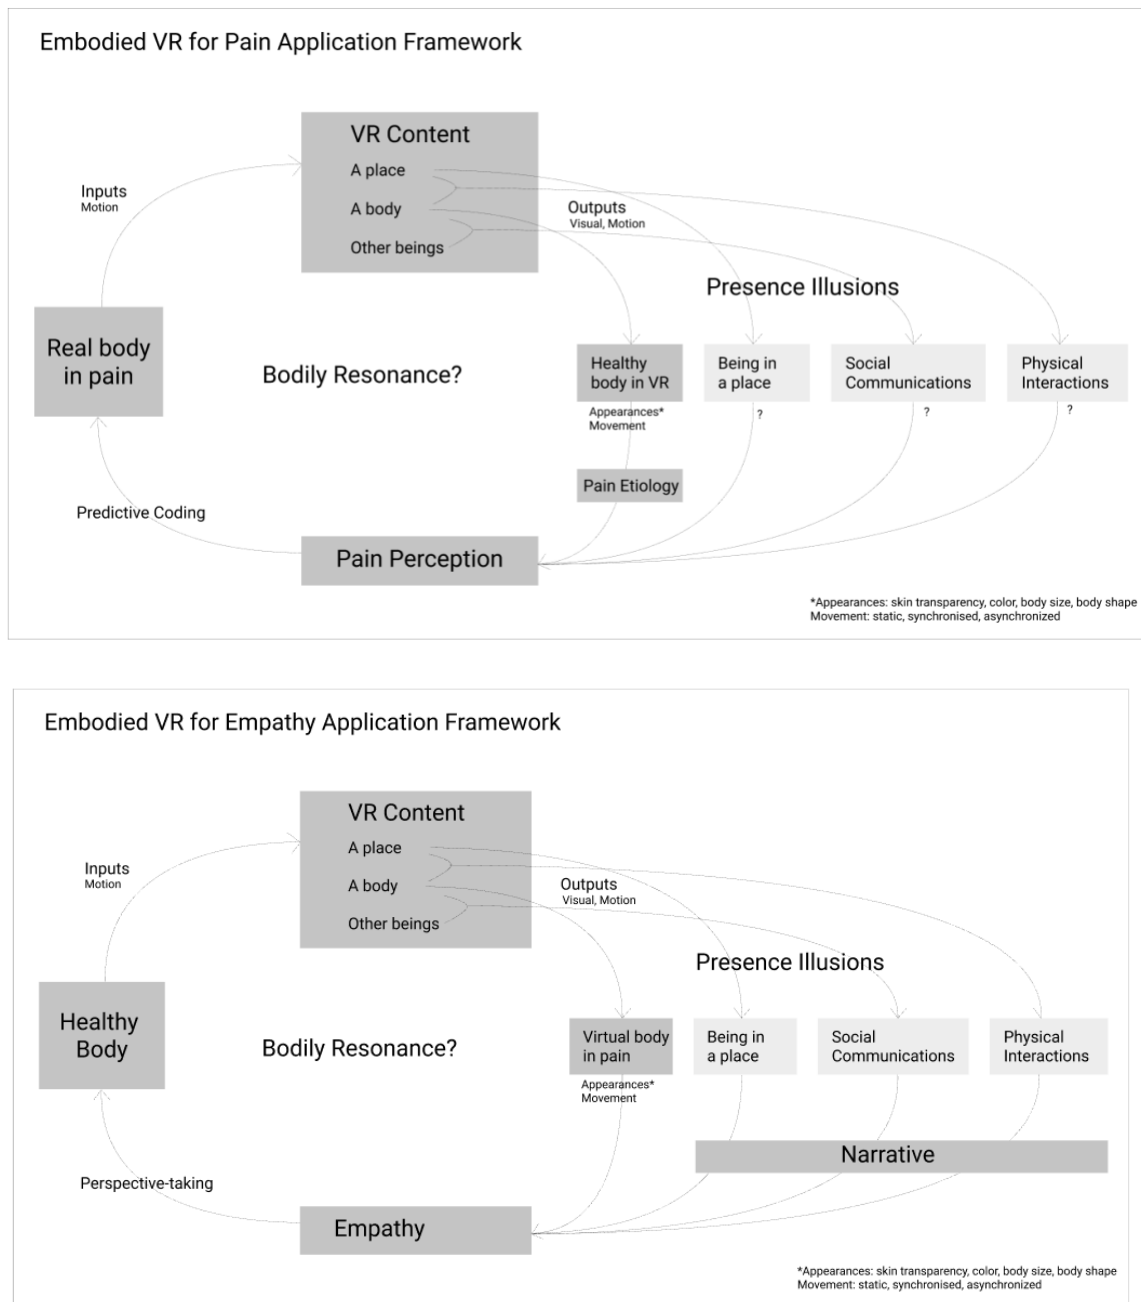 Embodied VR for Pain Application Framework
VR Content
A place
A body
Other beings
Inputs
Motion
Outputs
Visual, Motion
Presence Illusions
Real body
in pain
Bodily Resonance?
Healthy
body in VR
Being in
a place
Social
Communications
Physical
Interactions
Appearances*
Movement
?
?
?
Pain Etiology
Predictive Coding
Pain Perception
*Appearances: skin transparency, color, body size, body shape
Movement: static, synchronised, asynchronized
Embodied VR for Empathy Application Framework
VR Content
A place
A body
Other beings
Inputs
Motion
Outputs
Visual, Motion
Presence Illusions
Healthy
Body
Bodily Resonance?
Virtual body
in pain
Being in
a place
Social
Communications
Physical
Interactions
Appearances*
Movement
Narrative
Perspective-taking
Empathy
*Appearances: skin transparency, color, body size, body shape
Movement: static, synchronised, asynchronized